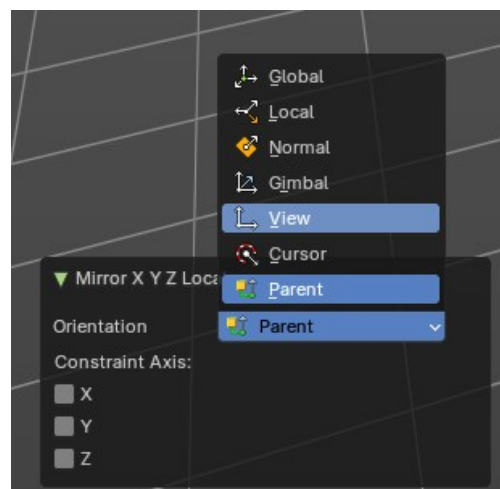 Global
Local
Normal
Gimbal
View
Cursor
Parent
Mirror X Y Z Loca
Orientation
Parent
Constraint Axis:
X
Y
Z